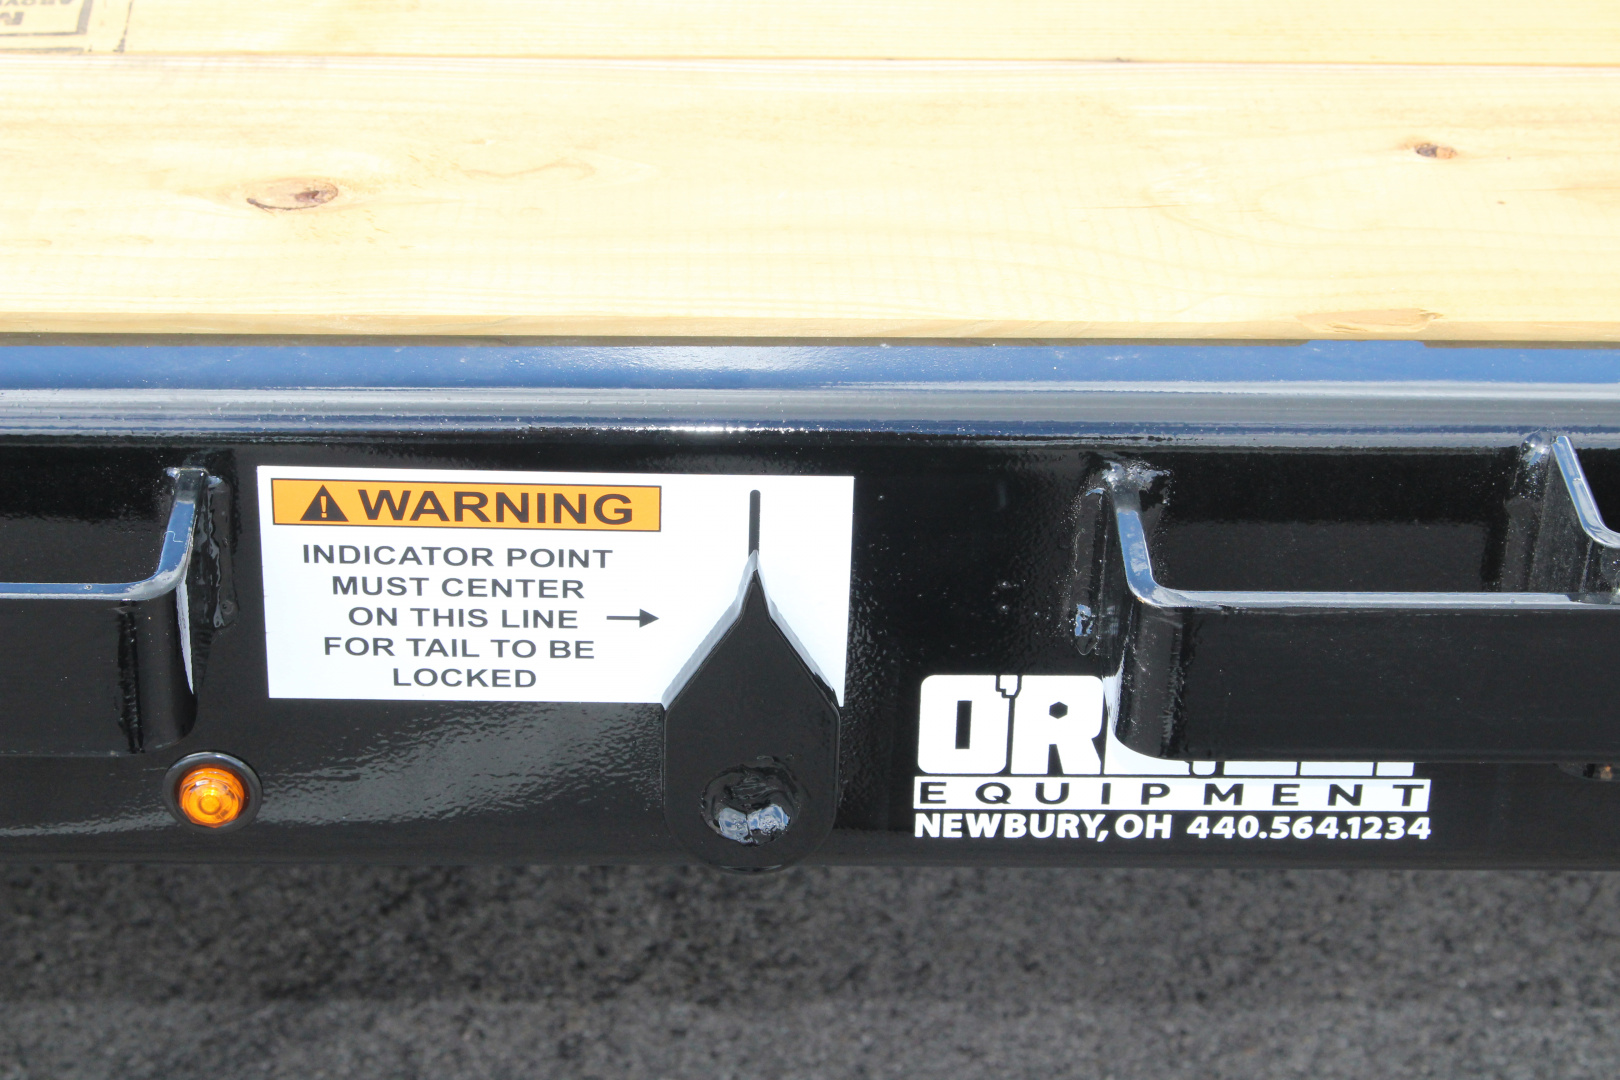 WARNING
INDICATOR POINT
MUST CENTER
ON THIS LINE
FOR TAIL TO BE
LOCKED
EQUIPMENT
NEWBURY, OH 440.564.1234